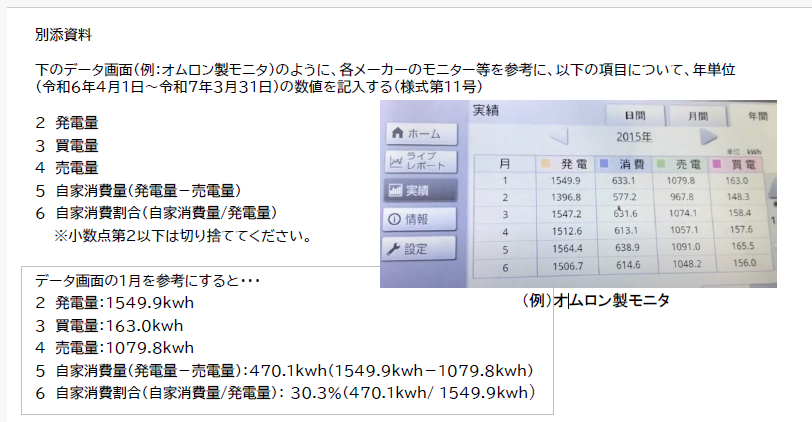 別添資料
下のデータ画面(例:オムロン製モニタ)のように、各メーカーのモニター等を参考に、以下の項目について、年単位
(令和6年4月1日~令和7年3月31日)の数値を記入する(様式第11号)
2 発電量
3 買電量
4 売電量
5 自家消費量(発電量-売電量)
6 自家消費割合(自家消費量/発電量)
※小数点第2以下は切り捨ててください。
実績 日間 月間 年間
2015年
単位:kWh
ホーム
ライブレポート
実績
情報
設定
月 発電 消費 売電 買電
1 1549.9 633.1 1079.8 163.0
2 1396.8 577.2 967.8 148.3
3 1547.2 631.6 1074.1 158.4
4 1512.6 613.1 1057.1 157.6
5 1564.4 638.9 1091.0 165.5
6 1506.7 614.6 1048.2 156.0
(例)オムロン製モニタ
データ画面の1月を参考にすると・・・
2 発電量:1549.9kwh
3 買電量:163.0kwh
4 売電量:1079.8kwh
5 自家消費量(発電量-売電量):470.1kwh(1549.9kwh-1079.8kwh)
6 自家消費割合(自家消費量/発電量): 30.3%(470.1kwh/ 1549.9kwh)